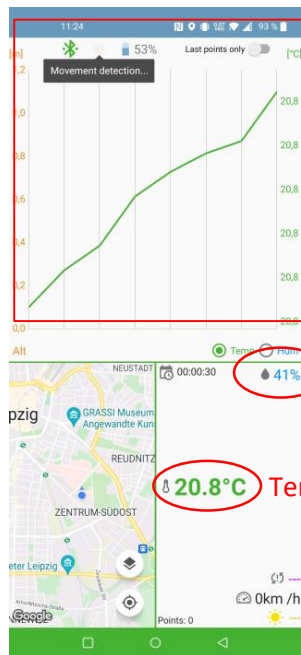 11:24 93 %
[m] 53% Last points only [°C]
Movement detection...
1,2
1,0 20,8
0,8 20,8
0,6 20,8
0,4 20,8
0,2 20,8
0,0 20,8
Alt Temp Hum
NEUSTADT 00:00:30 41%
pzig GRASSI Museum
Angewandte Kun
REUDNITZ
20.8°C Ter
ZENTRUM-SÜDOST
eter Leipzig
0km /h
Google
Points: 0